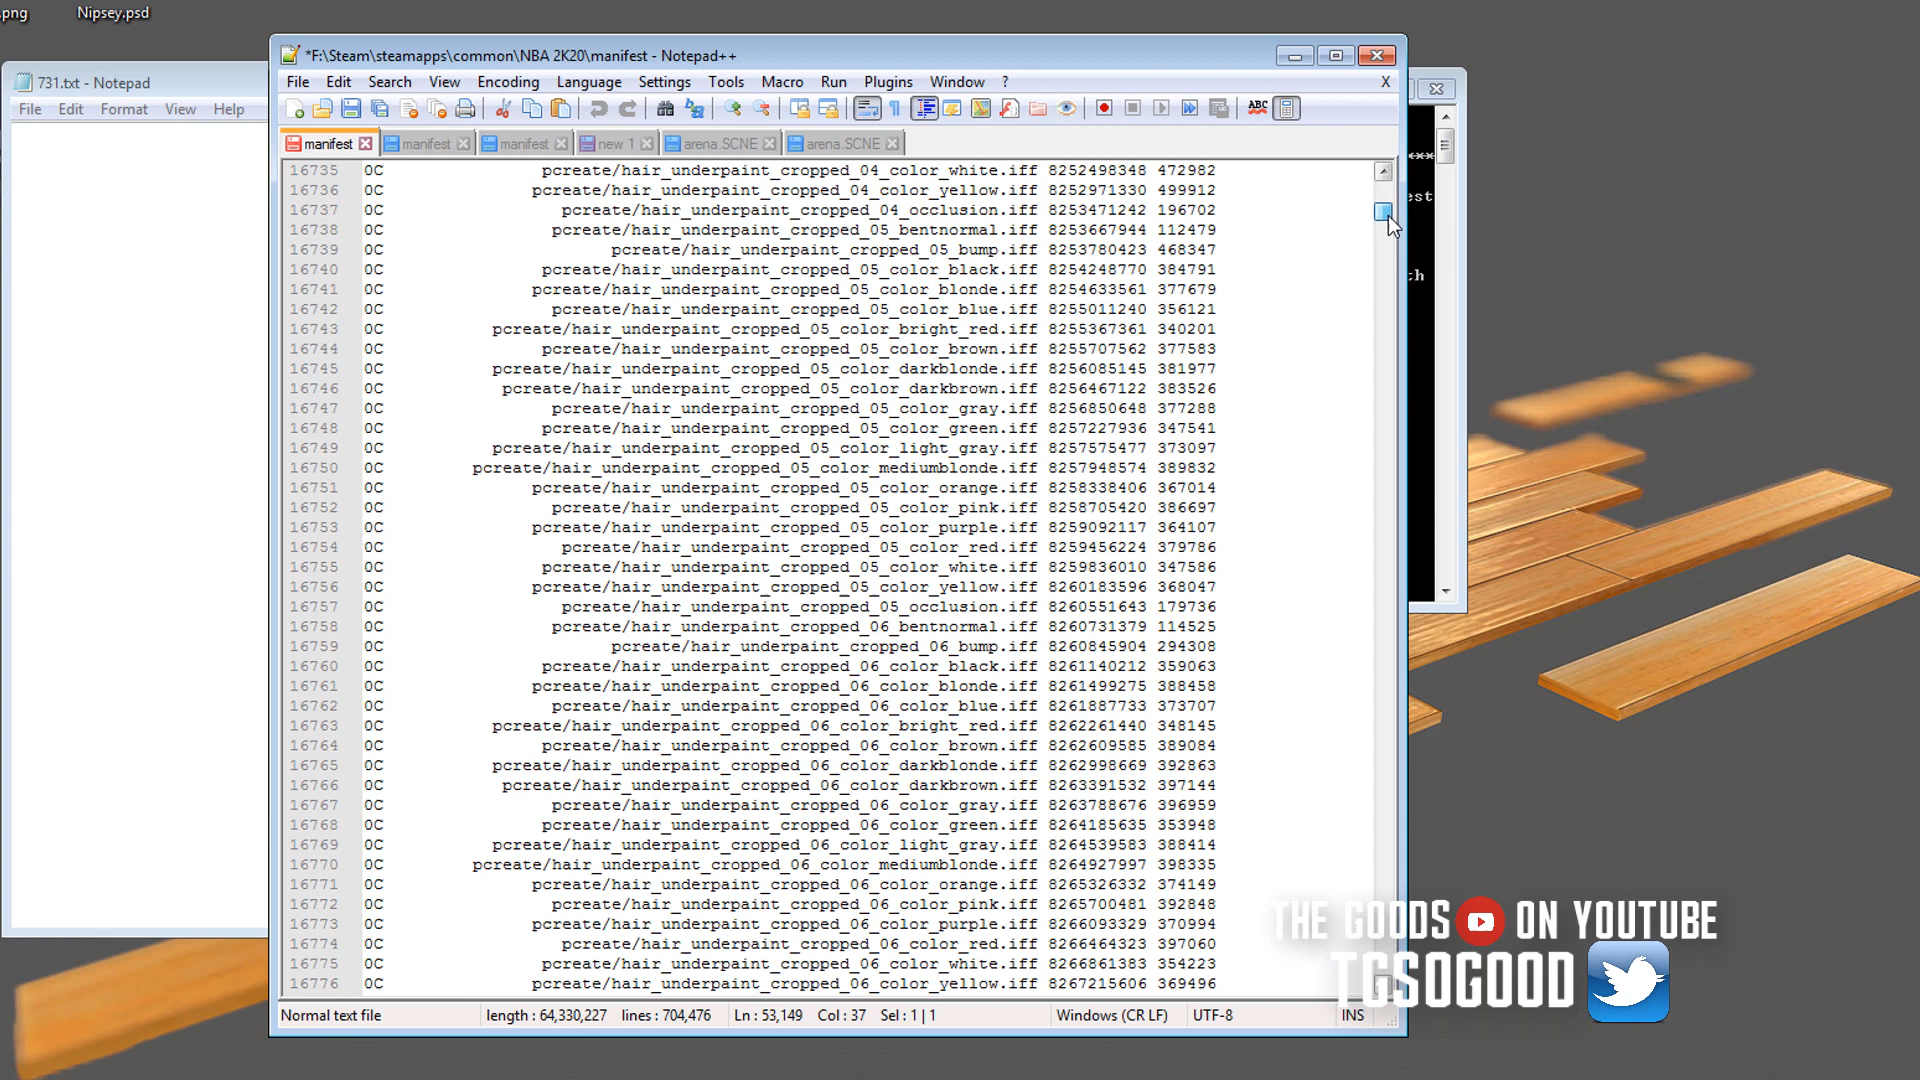 .png
Nipsey.psd
731.txt - Notepad
File Edit Format View Help
*F:\Steam\steamapps\common\NBA 2K20\manifest - Notepad++
File Edit Search View Encoding Language Settings Tools Macro Run Plugins Window ? X
manifest manifest manifest new 1 arena.SCNE arena.SCNE
16735 0C pcreate/hair_underpaint_cropped_04_color_white.iff 8252498348 472982
16736 0C pcreate/hair_underpaint_cropped_04_color_yellow.iff 8252971330 499912
16737 0C pcreate/hair_underpaint_cropped_04_occlusion.iff 8253471242 196702
16738 0C pcreate/hair_underpaint_cropped_05_bentnormal.iff 8253667944 112479
16739 0C pcreate/hair_underpaint_cropped_05_bump.iff 8253780423 468347
16740 0C pcreate/hair_underpaint_cropped_05_color_black.iff 8254248770 384791
16741 0C pcreate/hair_underpaint_cropped_05_color_blonde.iff 8254633561 377679
16742 0C pcreate/hair_underpaint_cropped_05_color_blue.iff 8255011240 356121
16743 0C pcreate/hair_underpaint_cropped_05_color_bright_red.iff 8255367361 340201
16744 0C pcreate/hair_underpaint_cropped_05_color_brown.iff 8255707562 377583
16745 0C pcreate/hair_underpaint_cropped_05_color_darkblonde.iff 8256085145 381977
16746 0C pcreate/hair_underpaint_cropped_05_color_darkbrown.iff 8256467122 383526
16747 0C pcreate/hair_underpaint_cropped_05_color_gray.iff 8256850648 377288
16748 0C pcreate/hair_underpaint_cropped_05_color_green.iff 8257227936 347541
16749 0C pcreate/hair_underpaint_cropped_05_color_light_gray.iff 8257575477 373097
16750 0C pcreate/hair_underpaint_cropped_05_color_mediumblonde.iff 8257948574 389832
16751 0C pcreate/hair_underpaint_cropped_05_color_orange.iff 8258338406 367014
16752 0C pcreate/hair_underpaint_cropped_05_color_pink.iff 8258705420 386697
16753 0C pcreate/hair_underpaint_cropped_05_color_purple.iff 8259092117 364107
16754 0C pcreate/hair_underpaint_cropped_05_color_red.iff 8259456224 379786
16755 0C pcreate/hair_underpaint_cropped_05_color_white.iff 8259836010 347586
16756 0C pcreate/hair_underpaint_cropped_05_color_yellow.iff 8260183596 368047
16757 0C pcreate/hair_underpaint_cropped_05_occlusion.iff 8260551643 179736
16758 0C pcreate/hair_underpaint_cropped_06_bentnormal.iff 8260731379 114525
16759 0C pcreate/hair_underpaint_cropped_06_bump.iff 8260845904 294308
16760 0C pcreate/hair_underpaint_cropped_06_color_black.iff 8261140212 359063
16761 0C pcreate/hair_underpaint_cropped_06_color_blonde.iff 8261499275 388458
16762 0C pcreate/hair_underpaint_cropped_06_color_blue.iff 8261887733 373707
16763 0C pcreate/hair_underpaint_cropped_06_color_bright_red.iff 8262261440 348145
16764 0C pcreate/hair_underpaint_cropped_06_color_brown.iff 8262609585 389084
16765 0C pcreate/hair_underpaint_cropped_06_color_darkblonde.iff 8262998669 392863
16766 0C pcreate/hair_underpaint_cropped_06_color_darkbrown.iff 8263391532 397144
16767 0C pcreate/hair_underpaint_cropped_06_color_gray.iff 8263788676 396959
16768 0C pcreate/hair_underpaint_cropped_06_color_green.iff 8264185635 353948
16769 0C pcreate/hair_underpaint_cropped_06_color_light_gray.iff 8264539583 388414
16770 0C pcreate/hair_underpaint_cropped_06_color_mediumblonde.iff 8264927997 398335
16771 0C pcreate/hair_underpaint_cropped_06_color_orange.iff 8265326332 374149
16772 0C pcreate/hair_underpaint_cropped_06_color_pink.iff 8265700481 392848
16773 0C pcreate/hair_underpaint_cropped_06_color_purple.iff 8266093329 370994
16774 0C pcreate/hair_underpaint_cropped_06_color_red.iff 8266464323 397060
16775 0C pcreate/hair_underpaint_cropped_06_color_white.iff 8266861383 354223
16776 0C pcreate/hair_underpaint_cropped_06_color_yellow.iff 8267215606 369496
Normal text file length : 64,330,227 lines : 704,476 Ln : 53,149 Col : 37 Sel : 1 | 1 Windows (CR LF) UTF-8 INS
***
est
th
THE GOODS ON YOUTUBE
TGSOGOOD